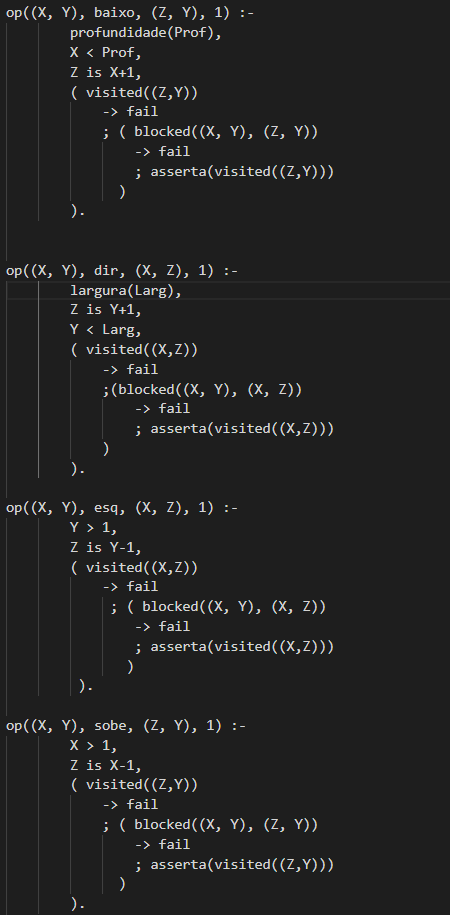 op((X, Y), baixo, (Z, Y), 1) :-
        profundidade(Prof),
        X < Prof,
        Z is X+1,
        ( visited((Z,Y))
            -> fail
            ; ( blocked((X, Y), (Z, Y))
                -> fail
                ; asserta(visited((Z,Y)))
              )
        ).
op((X, Y), dir, (X, Z), 1) :-
        largura(Larg),
        Z is Y+1,
        Y < Larg,
        ( visited((X,Z))
            -> fail
            ;(blocked((X, Y), (X, Z))
                -> fail
                ; asserta(visited((X,Z)))
            )
        ).
op((X, Y), esq, (X, Z), 1) :-
        Y > 1,
        Z is Y-1,
        ( visited((X,Z))
            -> fail
             ; ( blocked((X, Y), (X, Z))
                -> fail
                ; asserta(visited((X,Z)))
               )
         ).
op((X, Y), sobe, (Z, Y), 1) :-
        X > 1,
        Z is X-1,
        ( visited((Z,Y))
            -> fail
            ; ( blocked((X, Y), (Z, Y))
                -> fail
                ; asserta(visited((Z,Y)))
              )
        ).